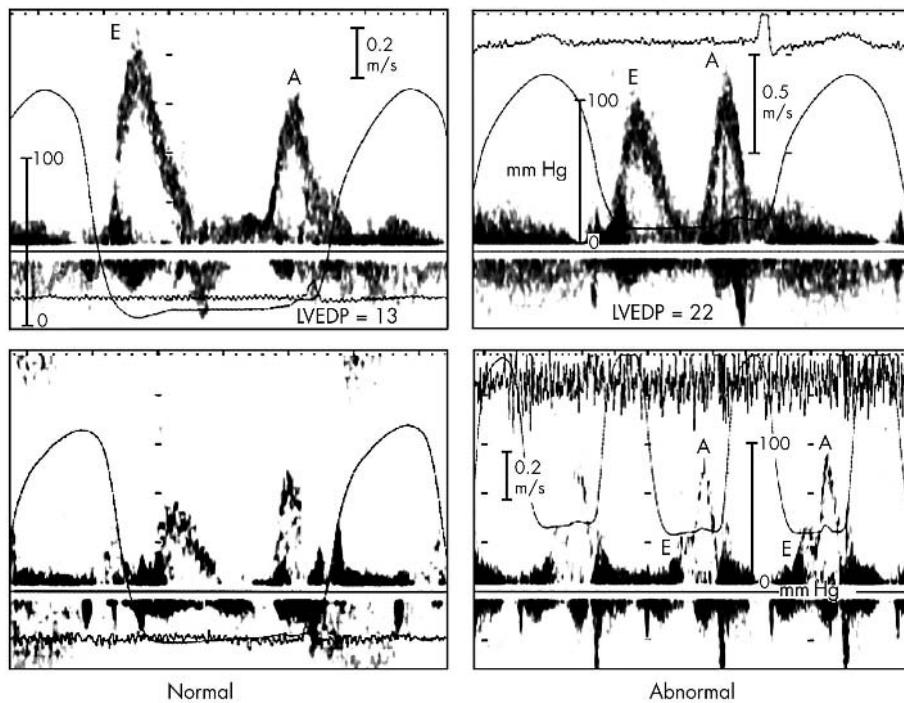 E
A
0.2
m/s
100
0
LVEDP = 13
E
A
100
mm Hg
0
0.5
m/s
LVEDP = 22
0.2
m/s
E
A
100
E
A
0
mm Hg
Normal
Abnormal